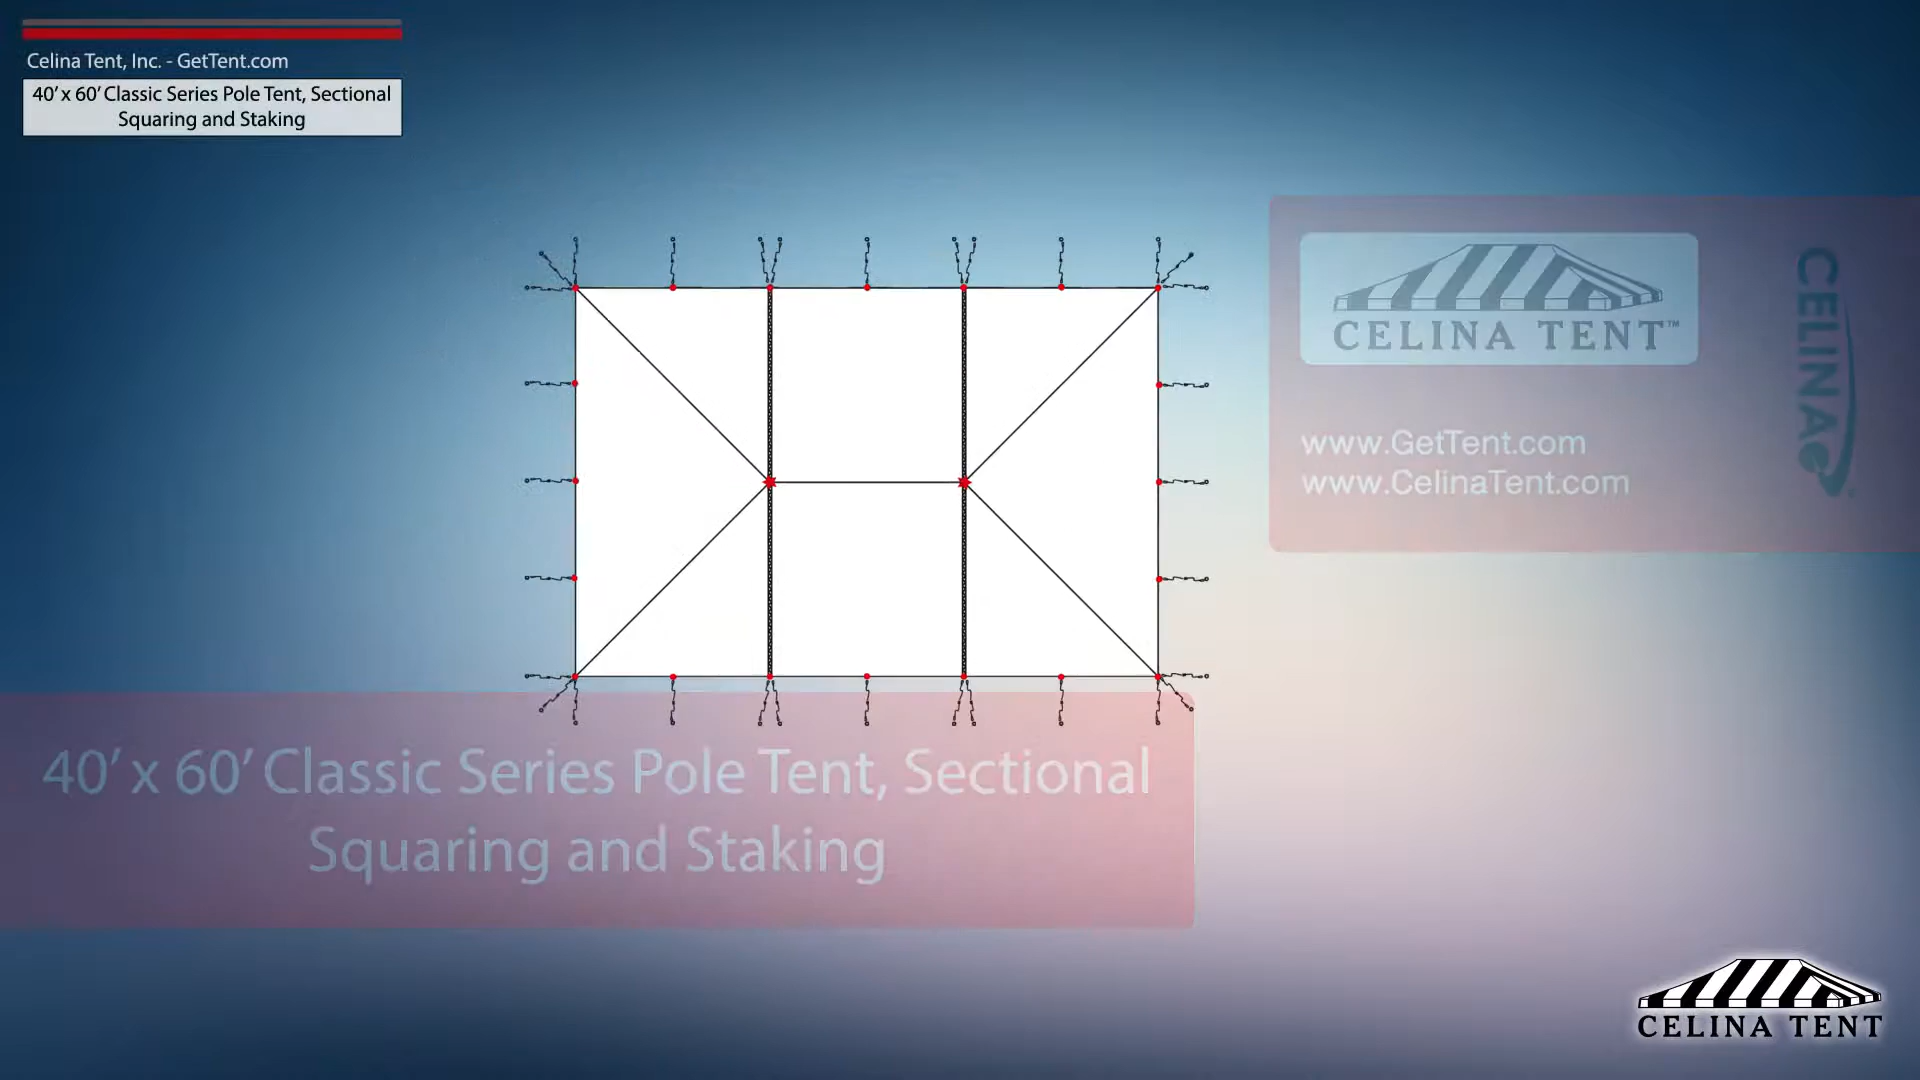 Celina Tent, Inc. - GetTent.com
40’ x 60’ Classic Series Pole Tent, Sectional
Squaring and Staking
CELINA TENT™
CELINA
www.GetTent.com
www.CelinaTent.com
40’ x 60’ Classic Series Pole Tent, Sectional
Squaring and Staking
CELINA TENT